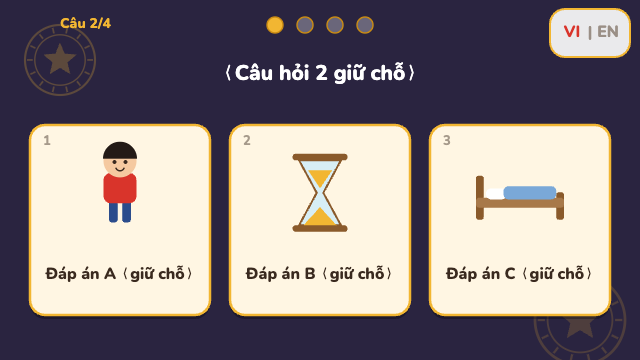 Câu 2/4
VI | EN
⟨Câu hỏi 2 giữ chỗ⟩
1
2
3
Đáp án A ⟨giữ chỗ⟩
Đáp án B ⟨giữ chỗ⟩
Đáp án C ⟨giữ chỗ⟩